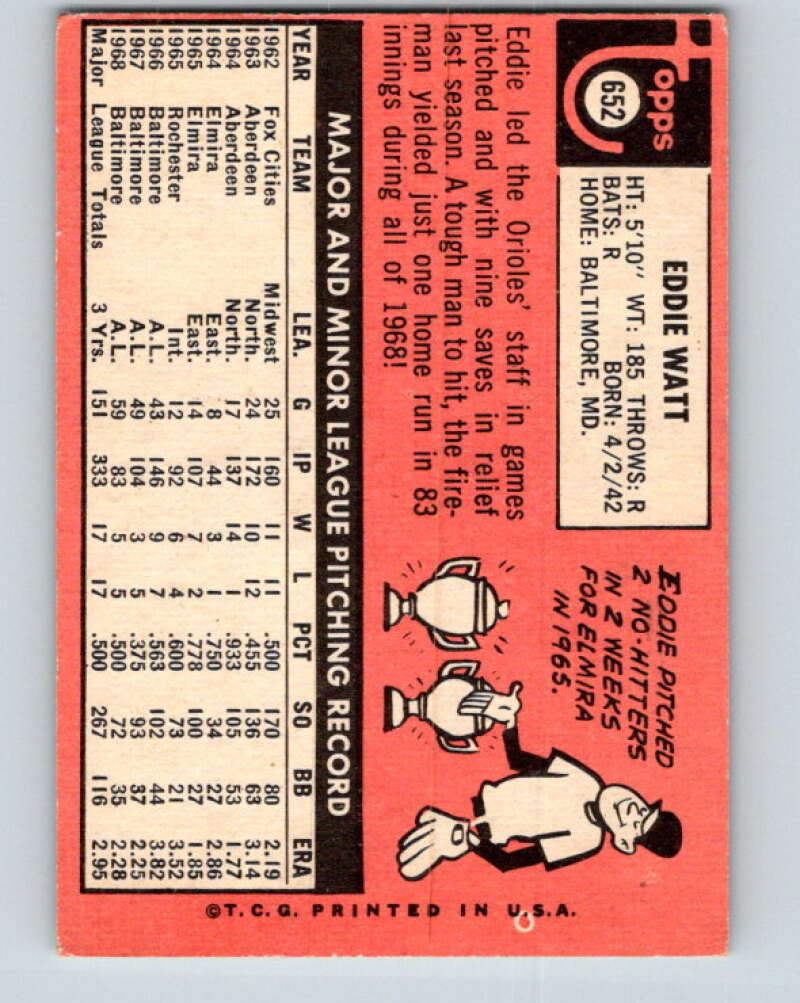 Topps
652
EDDIE WATT
HT: 5'10" WT: 185 THROWS: R
BATS: R BORN: 4/2/42
HOME: BALTIMORE, MD.
Eddie led the Orioles' staff in games
pitched and with nine saves in relief
last season. A tough man to hit, the fire-
man yielded just one home run in 83
innings during all of 1968!
EDDIE PITCHED
2 NO-HITTERS
IN 2 WEEKS
FOR ELMIRA
IN 1965.
MAJOR AND MINOR LEAGUE PITCHING RECORD
YEAR TEAM LEA. G IP W L PCT SO BB ERA
1962 Fox Cities Midwest 25 160 11 11 .500 170 80 2.19
1963 Aberdeen North. 24 172 10 12 .455 136 63 3.14
1964 Aberdeen North. 17 137 14 1 .933 105 53 1.77
1964 Elmira East. 8 44 3 1 .750 34 27 2.86
1965 Elmira East. 14 107 7 2 .778 100 27 1.85
1965 Rochester Int. 12 92 6 4 .600 73 21 3.52
1966 Baltimore A.L. 43 146 9 7 .563 102 44 3.82
1967 Baltimore A.L. 49 104 3 5 .375 93 37 2.25
1968 Baltimore A.L. 59 83 5 5 .500 72 35 2.28
Major League Totals 3 Yrs. 151 333 17 17 .500 267 116 2.95
©T.C.G. PRINTED IN U.S.A.